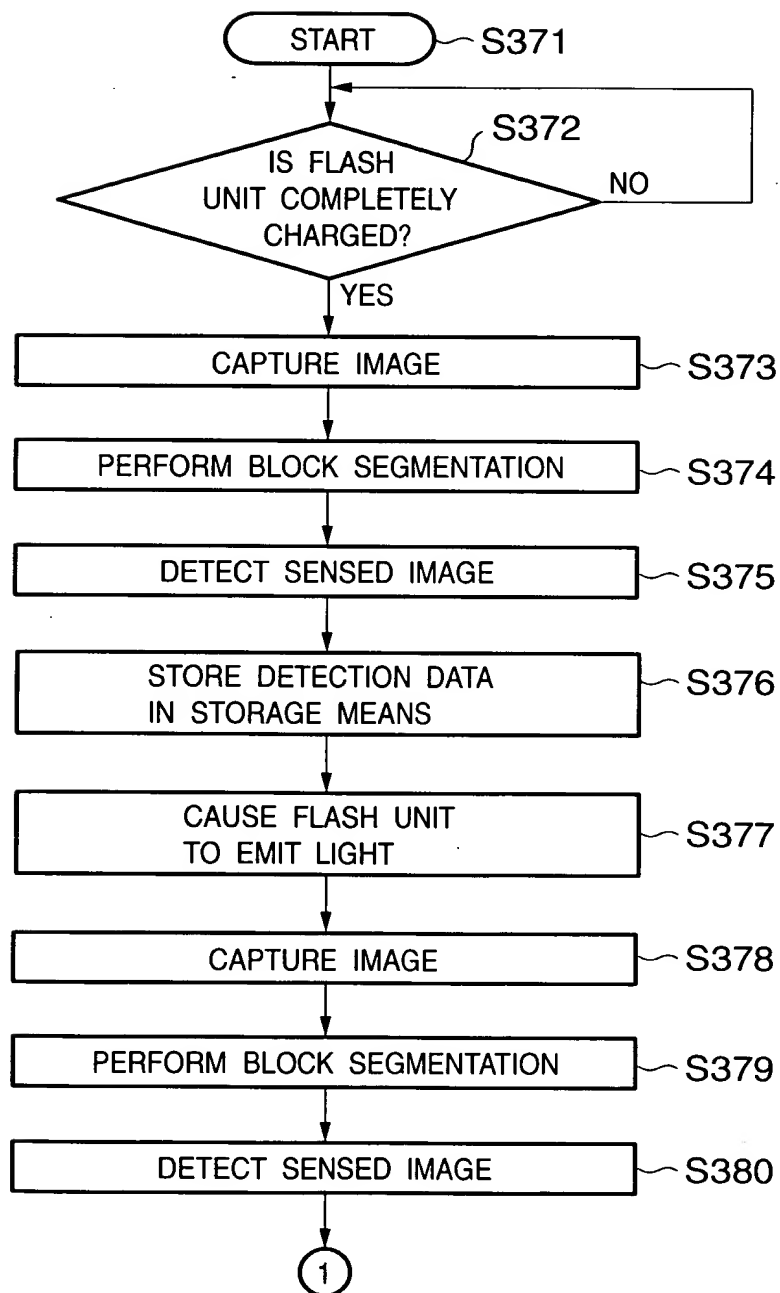 START
S371
S372
IS FLASH
UNIT COMPLETELY
CHARGED?
NO
YES
CAPTURE IMAGE
S373
PERFORM BLOCK SEGMENTATION
S374
DETECT SENSED IMAGE
S375
STORE DETECTION DATA
IN STORAGE MEANS
S376
CAUSE FLASH UNIT
TO EMIT LIGHT
S377
CAPTURE IMAGE
S378
PERFORM BLOCK SEGMENTATION
S379
DETECT SENSED IMAGE
S380
1